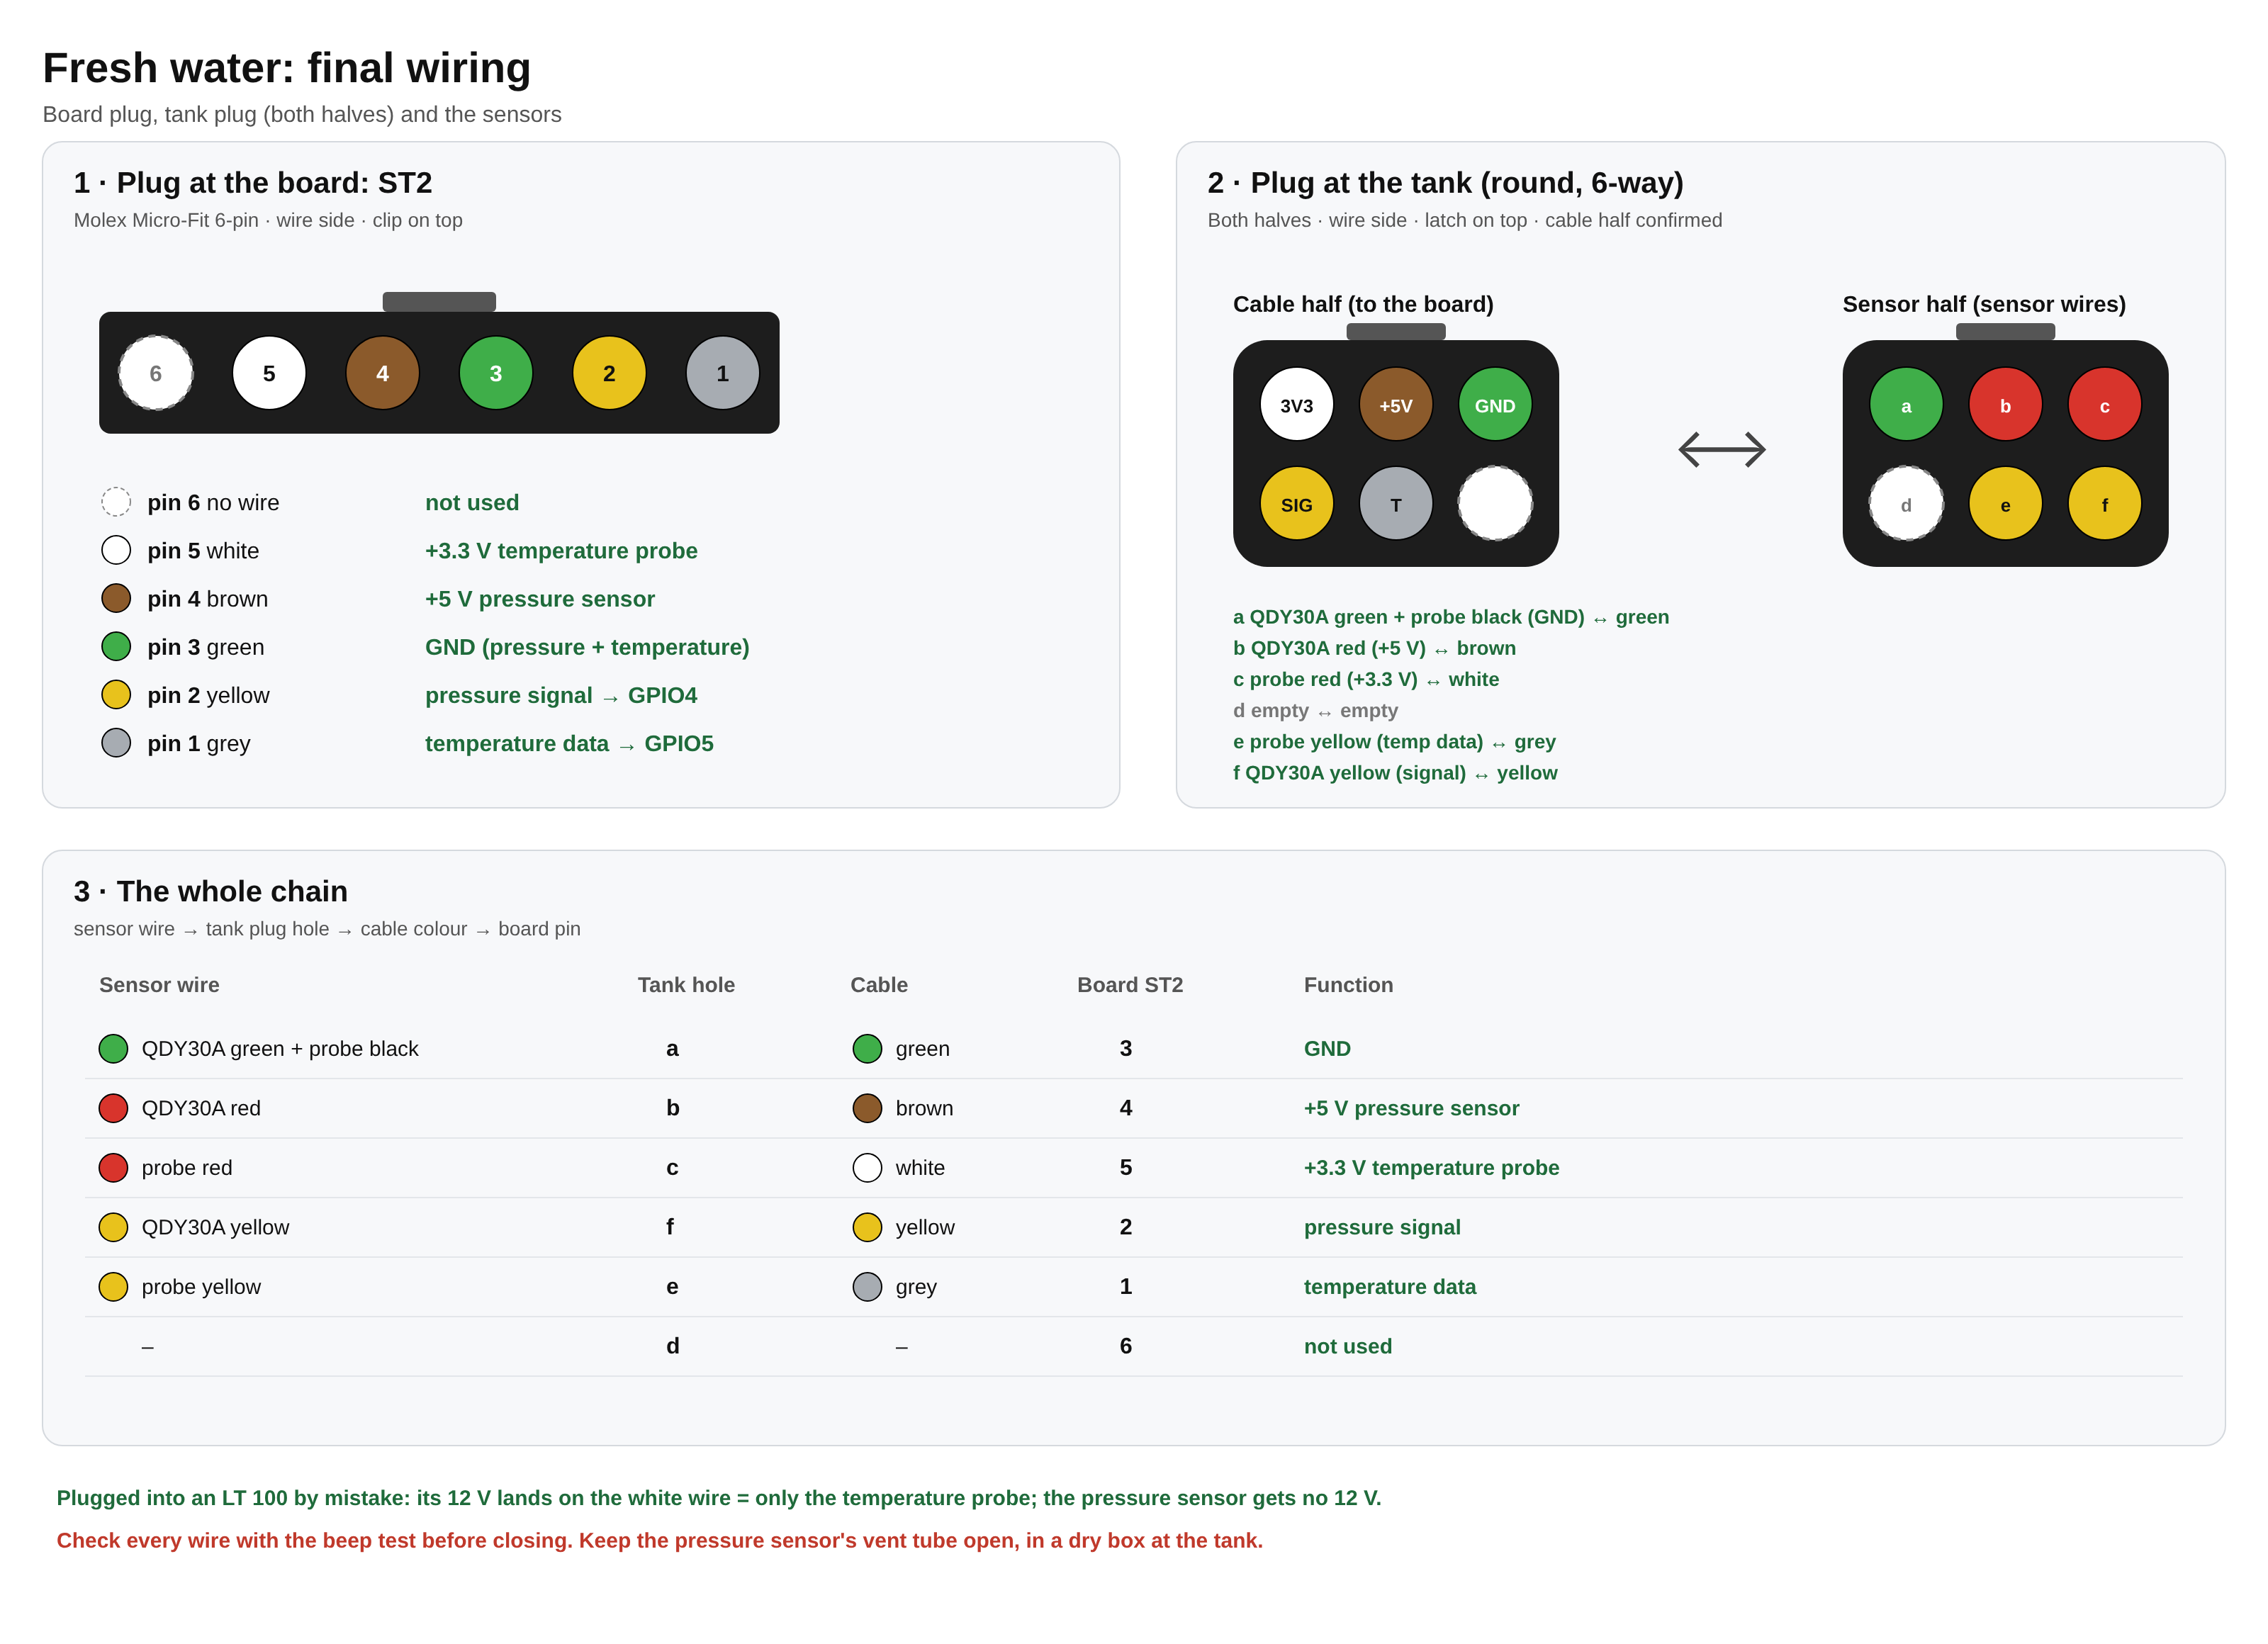 Fresh water: final wiring
Board plug, tank plug (both halves) and the sensors
1 · Plug at the board: ST2
Molex Micro-Fit 6-pin · wire side · clip on top
6 5 4 3 2 1
pin 6 no wire not used
pin 5 white +3.3 V temperature probe
pin 4 brown +5 V pressure sensor
pin 3 green GND (pressure + temperature)
pin 2 yellow pressure signal → GPIO4
pin 1 grey temperature data → GPIO5
2 · Plug at the tank (round, 6-way)
Both halves · wire side · latch on top · cable half confirmed
Cable half (to the board)
3V3 +5V GND
SIG T
Sensor half (sensor wires)
a b c
d e f
a QDY30A green + probe black (GND) ↔ green
b QDY30A red (+5 V) ↔ brown
c probe red (+3.3 V) ↔ white
d empty ↔ empty
e probe yellow (temp data) ↔ grey
f QDY30A yellow (signal) ↔ yellow
3 · The whole chain
sensor wire → tank plug hole → cable colour → board pin
Sensor wire Tank hole Cable Board ST2 Function
QDY30A green + probe black a green 3 GND
QDY30A red b brown 4 +5 V pressure sensor
probe red c white 5 +3.3 V temperature probe
QDY30A yellow f yellow 2 pressure signal
probe yellow e grey 1 temperature data
– d – 6 not used
Plugged into an LT 100 by mistake: its 12 V lands on the white wire = only the temperature probe; the pressure sensor gets no 12 V.
Check every wire with the beep test before closing. Keep the pressure sensor's vent tube open, in a dry box at the tank.